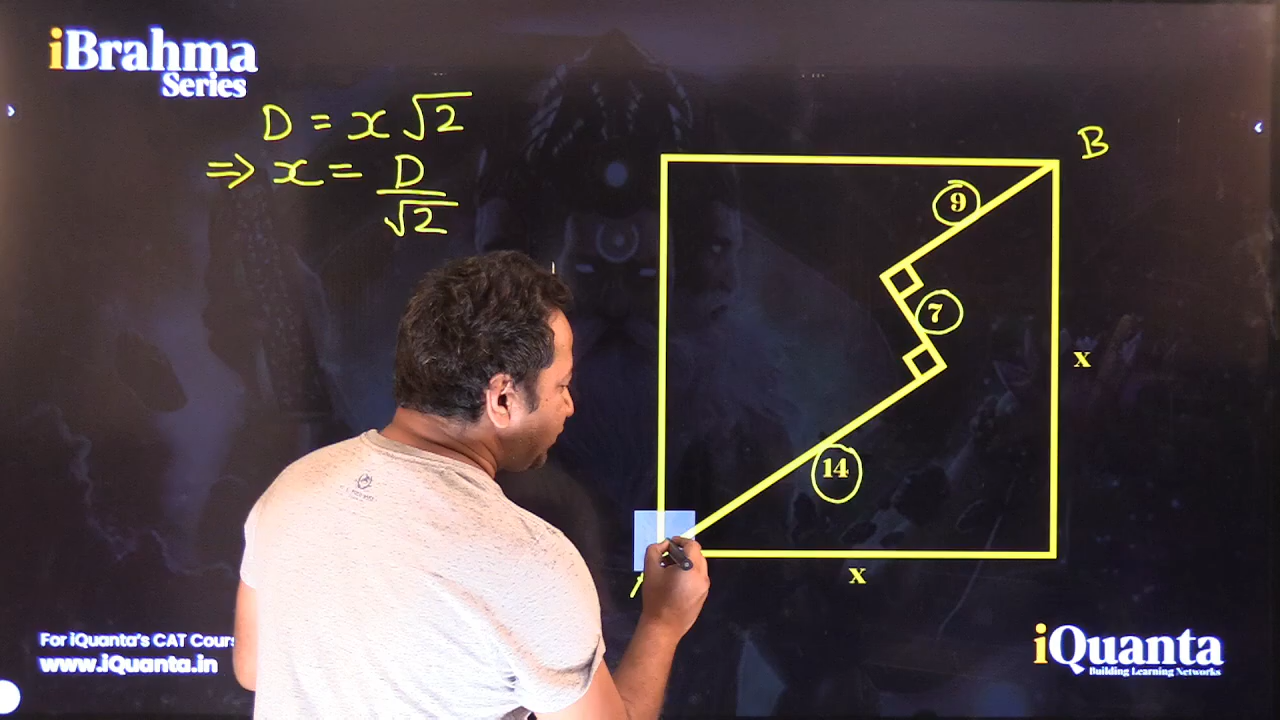 iBrahma
Series
D = x √2
⇒ x = D/√2
B
9
7
x
14
x
For iQuanta's CAT Cours
www.iQuanta.in
iQuanta
Building Learning Networks